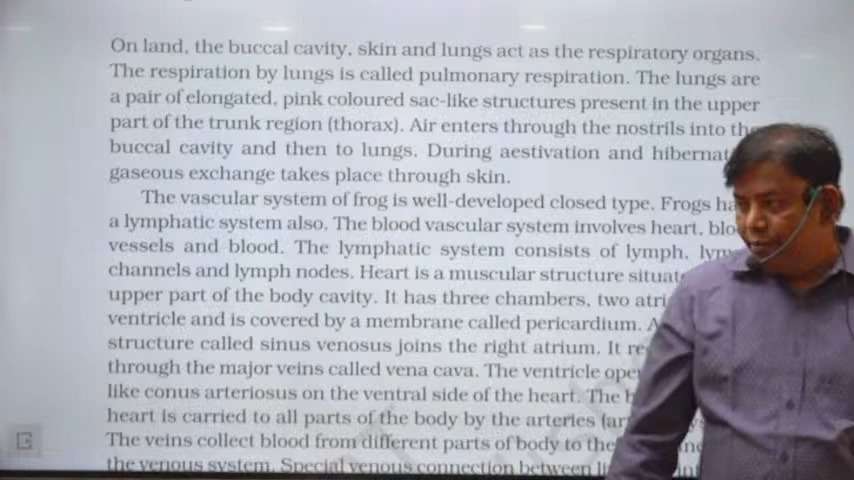 On land, the buccal cavity, skin and lungs act as the respiratory organs.
The respiration by lungs is called pulmonary respiration. The lungs are
a pair of elongated, pink coloured sac-like structures present in the upper
part of the trunk region (thorax). Air enters through the nostrils into the
buccal cavity and then to lungs. During aestivation and
gaseous exchange takes place through skin.
The vascular system of frog is well-developed closed type. Frogs
a lymphatic system also. The blood vascular system involves heart,
vessels and blood. The lymphatic system consists of lymph,
channels and lymph nodes. Heart is a muscular structure
upper part of the body cavity. It has three chambers, two
ventricle and is covered by a membrane called pericardium.
structure called sinus venosus joins the right atrium. It
through the major veins called vena cava. The ventricle
like conus arteriosus on the ventral side of the heart. The
heart is carried to all parts of the body by the arteries
The veins collect blood from different parts of body to the
the venous system. Special venous connection between